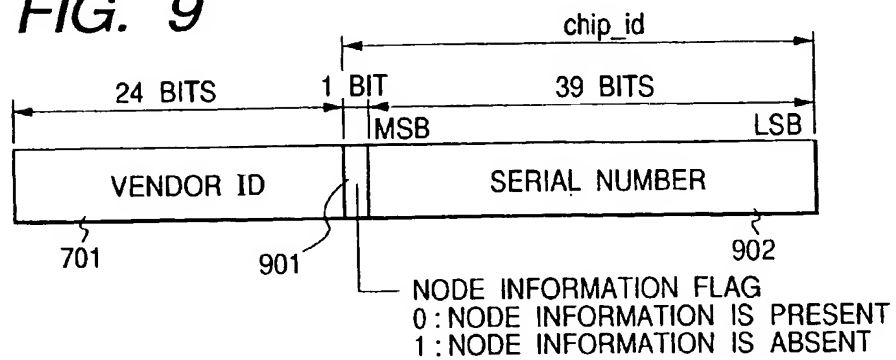 FIG. 9
chip_id
24 BITS 1 BIT 39 BITS
MSB LSB
VENDOR ID SERIAL NUMBER
701 901 902
NODE INFORMATION FLAG
0 : NODE INFORMATION IS PRESENT
1 : NODE INFORMATION IS ABSENT